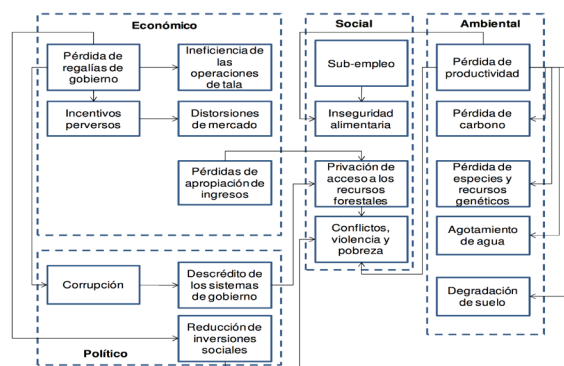 Económico
Pérdida de
regalías de
gobierno
Ineficiencia de
las
operaciones
de tala
Incentivos
perversos
Distorsiones
de mercado
Pérdidas de
apropiación de
ingresos
Social
Sub-empleo
Inseguridad
alimentaria
Privación de
acceso a los
recursos
forestales
Conflictos,
violencia y
pobreza
Ambiental
Pérdida de
productividad
Pérdida de
carbono
Pérdida de
especies y
recursos
genéticos
Agotamiento
de agua
Degradación
de suelo
Corrupción
Descrédito de
los sistemas
de gobierno
Reducción de
inversiones
sociales
Político